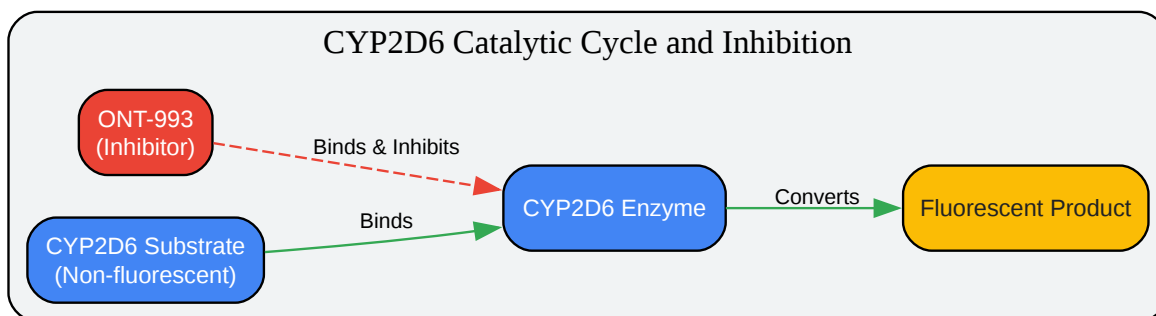 CYP2D6 Catalytic Cycle and Inhibition
ONT-993
(Inhibitor)
Binds & Inhibits
CYP2D6 Substrate
(Non-fluorescent)
Binds
CYP2D6 Enzyme
Converts
Fluorescent Product